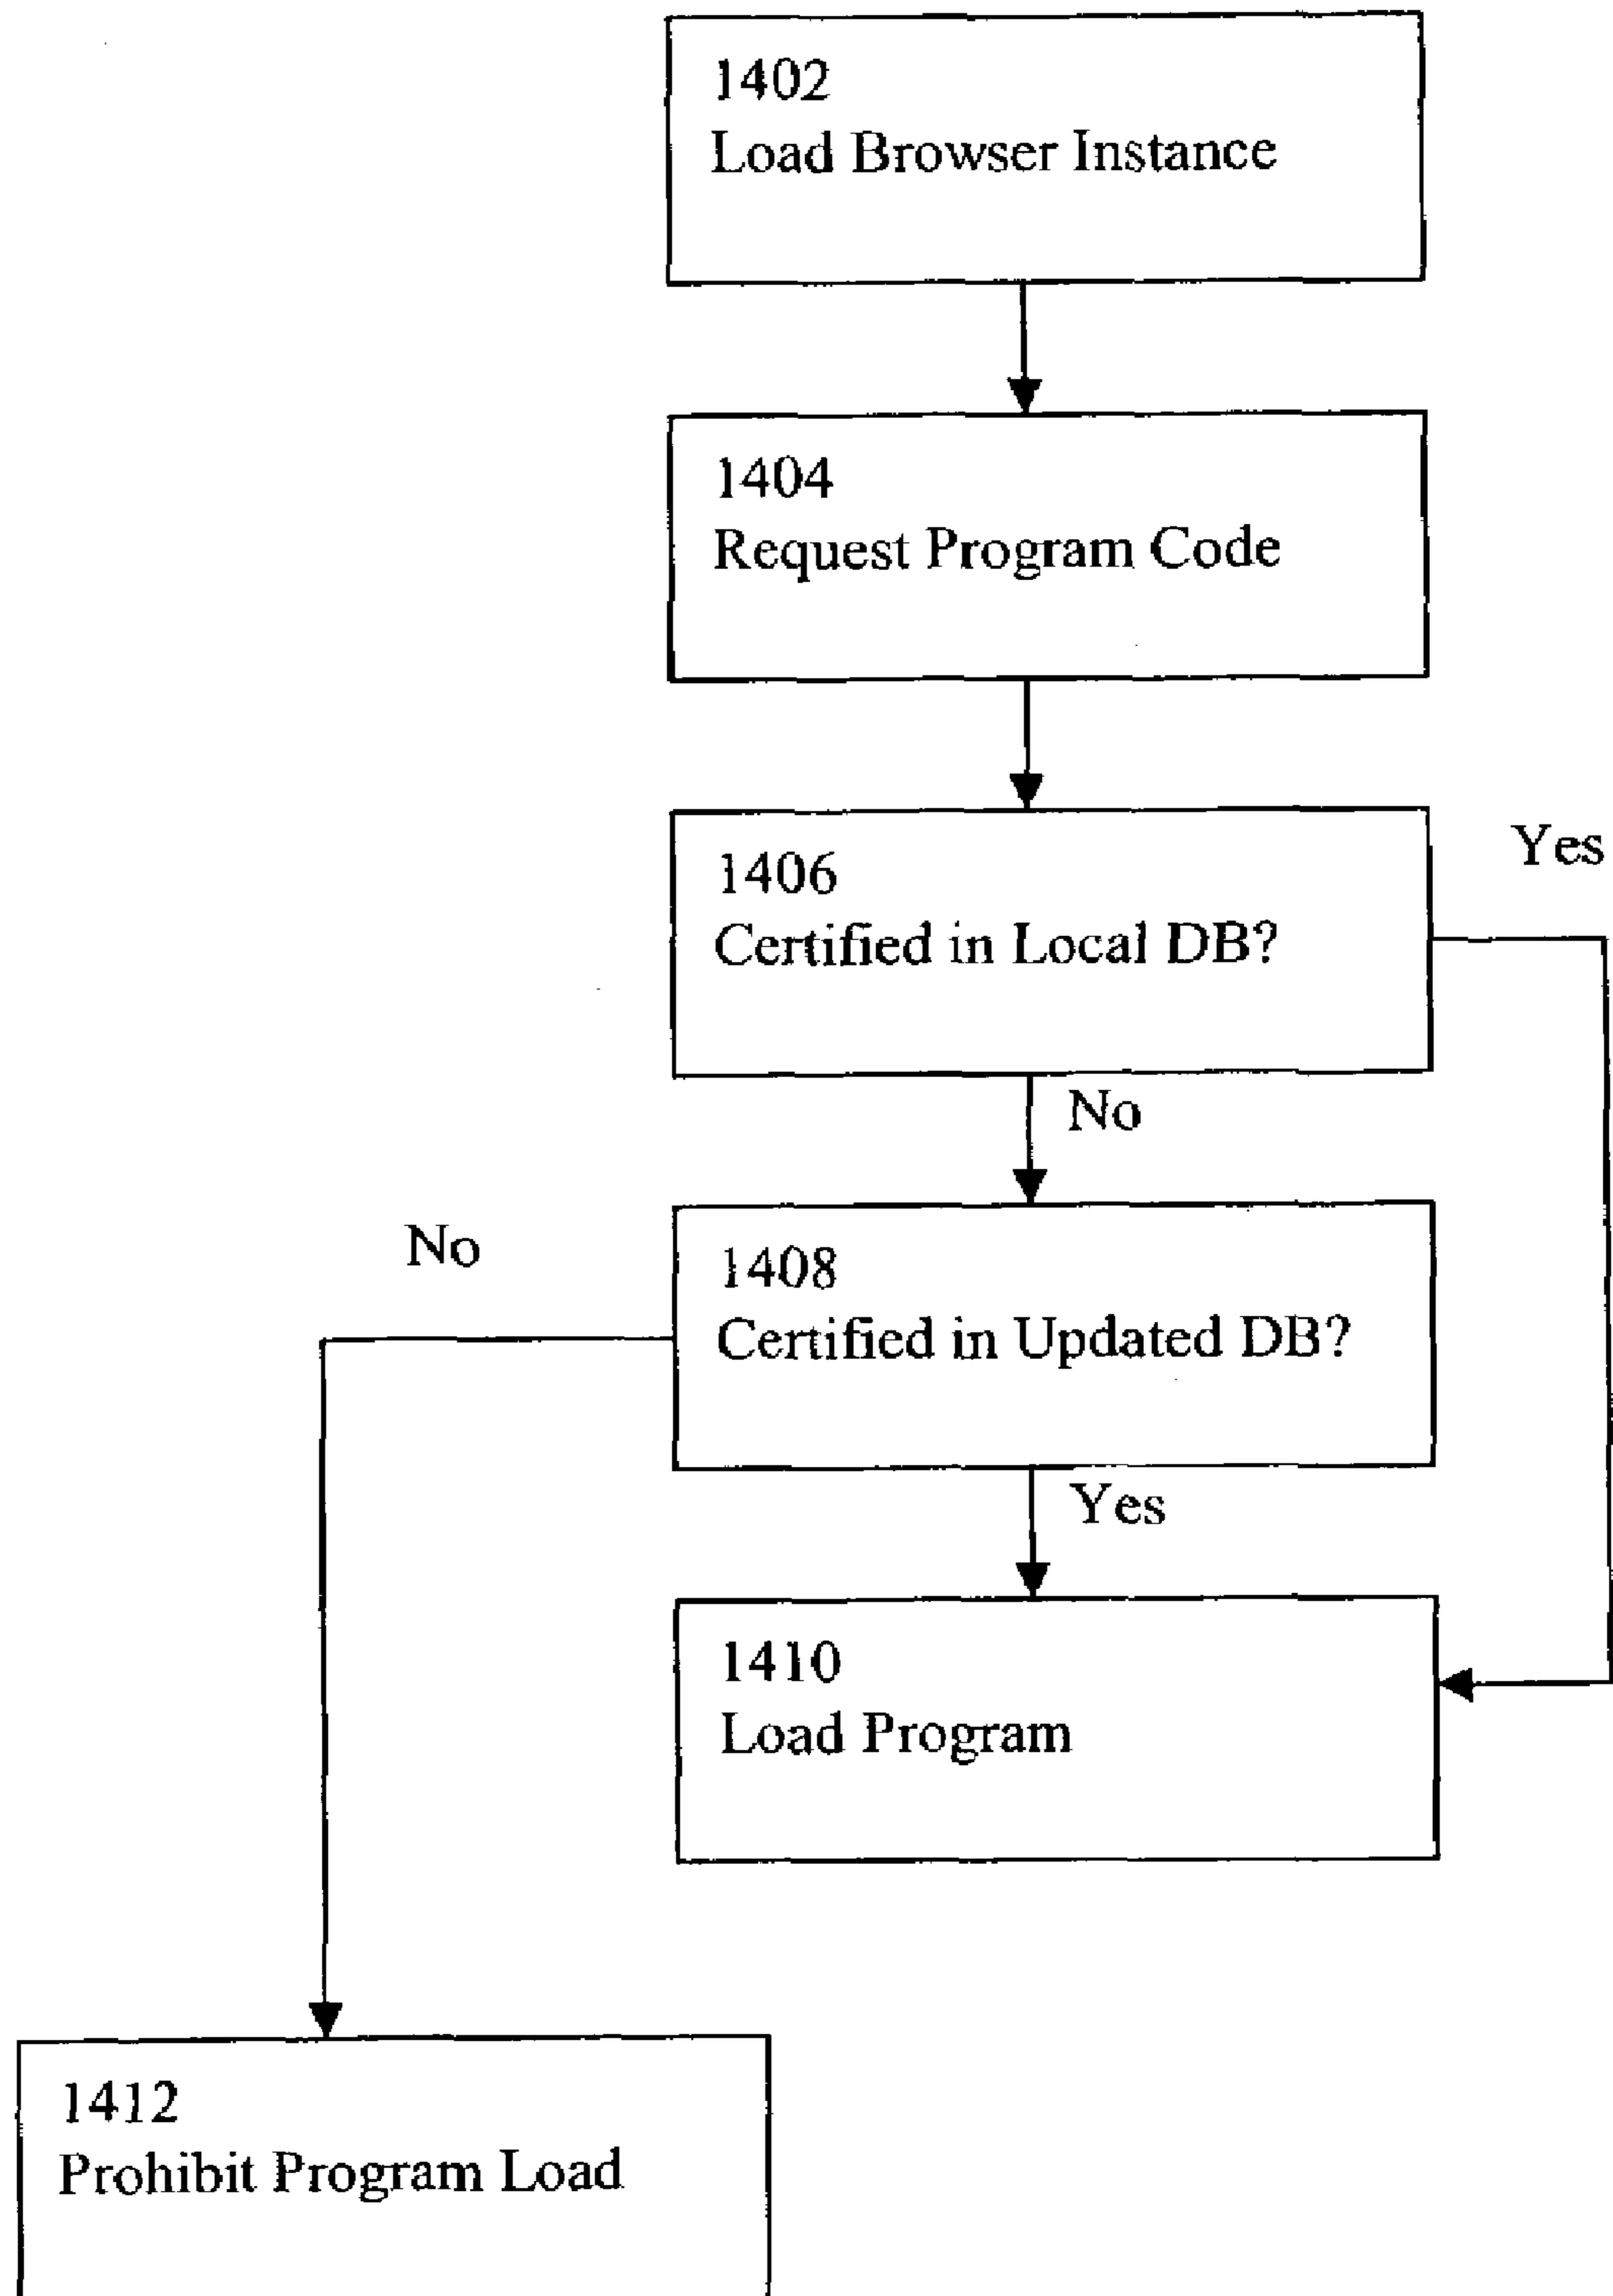 1402
Load Browser Instance
1404
Request Program Code
1406
Certified in Local DB?
Yes
No
1408
Certified in Updated DB?
No
Yes
1410
Load Program
1412
Prohibit Program Load